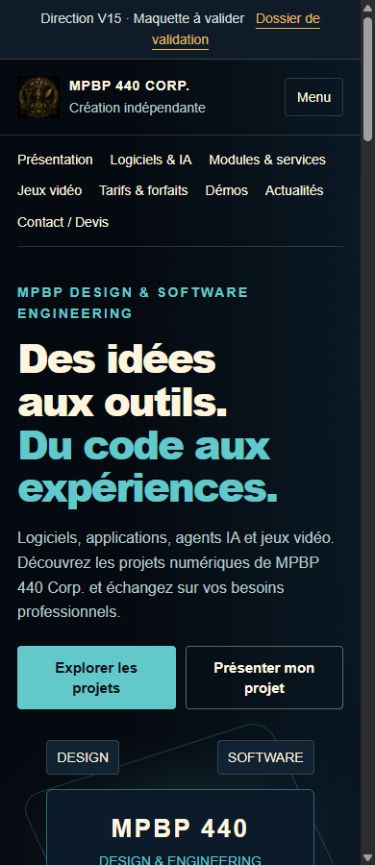 Direction V15 · Maquette à valider Dossier de
validation
MPBP 440 CORP.
Création indépendante
Menu
Présentation Logiciels & IA Modules & services
Jeux vidéo Tarifs & forfaits Démos Actualités
Contact / Devis
MPBP DESIGN & SOFTWARE
ENGINEERING
Des idées
aux outils.
Du code aux
expériences.
Logiciels, applications, agents IA et jeux vidéo.
Découvrez les projets numériques de MPBP
440 Corp. et échangez sur vos besoins
professionnels.
Explorer les
projets
Présenter mon
projet
DESIGN
SOFTWARE
MPBP 440
DESIGN & ENGINEERING